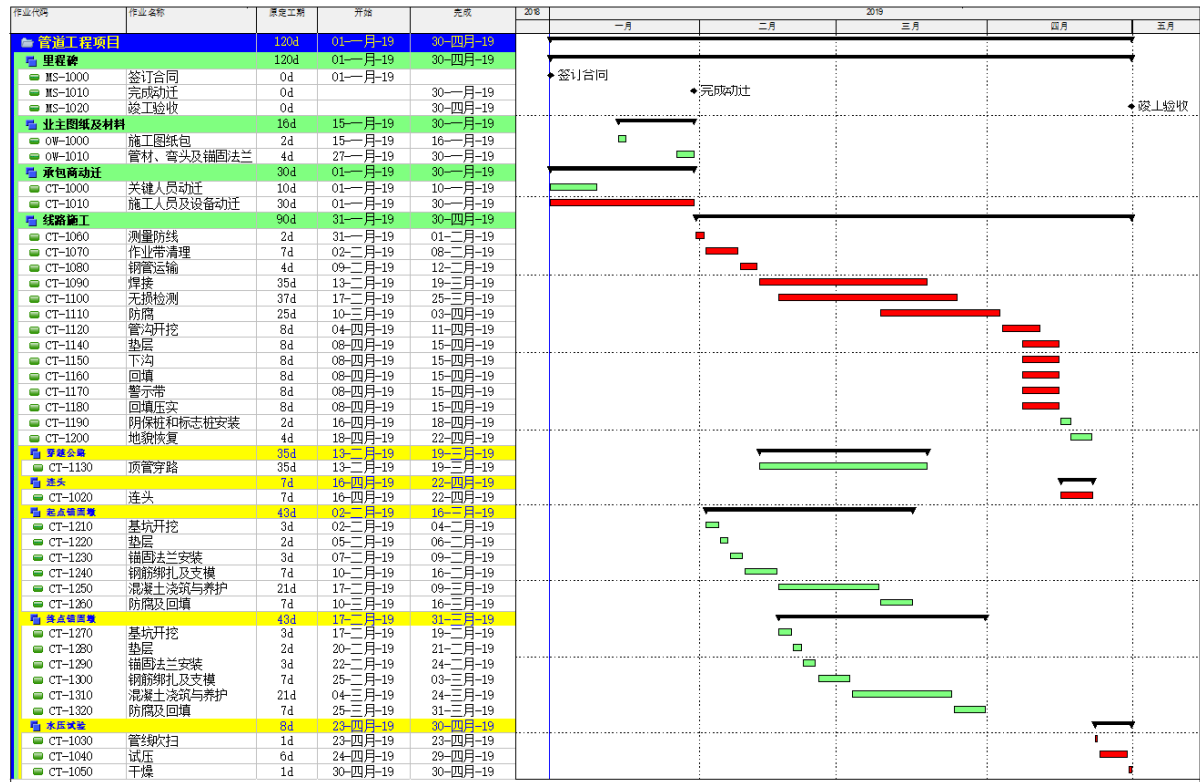 作业代码 作业名称 原定工期 开始 完成 2018 2019
一月 二月 三月 四月 五月
管道工程项目 120d 01-一月-19 30-四月-19
里程碑 120d 01-一月-19 30-四月-19
MS-1000 签订合同 0d 01-一月-19 签订合同
MS-1010 完成动迁 0d 30-一月-19 完成动迁
MS-1020 竣工验收 0d 30-四月-19 竣工验收
业主图纸及材料 16d 15-一月-19 30-一月-19
OW-1000 施工图纸包 2d 15-一月-19 16-一月-19
OW-1010 管材、弯头及锚固法兰 4d 27-一月-19 30-一月-19
承包商动迁 30d 01-一月-19 30-一月-19
CT-1000 关键人员动迁 10d 01-一月-19 10-一月-19
CT-1010 施工人员及设备动迁 30d 01-一月-19 30-一月-19
线路施工 90d 31-一月-19 30-四月-19
CT-1060 测量防线 2d 31-一月-19 01-二月-19
CT-1070 作业带清理 7d 02-二月-19 08-二月-19
CT-1080 钢管运输 4d 09-二月-19 12-二月-19
CT-1090 焊接 35d 13-二月-19 19-三月-19
CT-1100 无损检测 37d 17-二月-19 25-三月-19
CT-1110 防腐 25d 10-三月-19 03-四月-19
CT-1120 管沟开挖 8d 04-四月-19 11-四月-19
CT-1140 垫层 8d 08-四月-19 15-四月-19
CT-1150 下沟 8d 08-四月-19 15-四月-19
CT-1160 回填 8d 08-四月-19 15-四月-19
CT-1170 警示带 8d 08-四月-19 15-四月-19
CT-1180 回填压实 8d 08-四月-19 15-四月-19
CT-1190 阴保桩和标志桩安装 2d 16-四月-19 18-四月-19
CT-1200 地貌恢复 4d 18-四月-19 22-四月-19
穿越公路 35d 13-二月-19 19-三月-19
CT-1130 顶管穿路 35d 13-二月-19 19-三月-19
连头 7d 16-四月-19 22-四月-19
CT-1020 连头 7d 16-四月-19 22-四月-19
起点锚固墩 43d 02-二月-19 16-三月-19
CT-1210 基坑开挖 3d 02-二月-19 04-二月-19
CT-1220 垫层 2d 05-二月-19 06-二月-19
CT-1230 锚固法兰安装 3d 07-二月-19 09-二月-19
CT-1240 钢筋绑扎及支模 7d 10-二月-19 16-二月-19
CT-1250 混凝土浇筑与养护 21d 17-二月-19 09-三月-19
CT-1260 防腐及回填 7d 10-三月-19 16-三月-19
终点锚固墩 43d 17-二月-19 31-三月-19
CT-1270 基坑开挖 3d 17-二月-19 19-二月-19
CT-1280 垫层 2d 20-二月-19 21-二月-19
CT-1290 锚固法兰安装 3d 22-二月-19 24-二月-19
CT-1300 钢筋绑扎及支模 7d 25-二月-19 03-三月-19
CT-1310 混凝土浇筑与养护 21d 04-三月-19 24-三月-19
CT-1320 防腐及回填 7d 25-三月-19 31-三月-19
水压试验 8d 23-四月-19 30-四月-19
CT-1030 管线吹扫 1d 23-四月-19 23-四月-19
CT-1040 试压 6d 24-四月-19 29-四月-19
CT-1050 干燥 1d 30-四月-19 30-四月-19